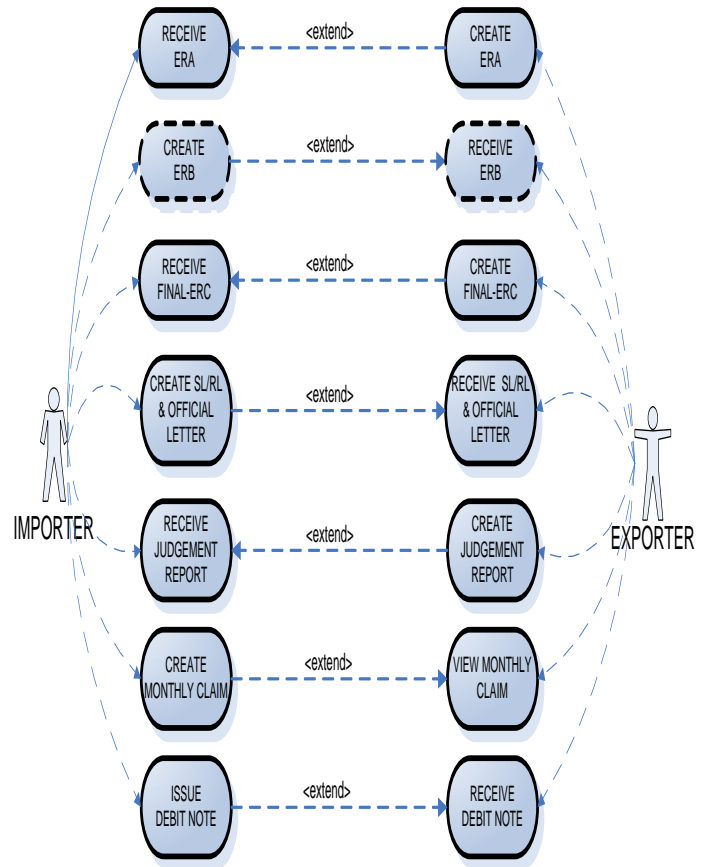 RECEIVE
ERA
<extend>
CREATE
ERA
CREATE
ERB
<extend>
RECEIVE
ERB
RECEIVE
FINAL-ERC
<extend>
CREATE
FINAL-ERC
CREATE SL/RL
& OFFICIAL
LETTER
<extend>
RECEIVE SL/RL
& OFFICIAL
LETTER
IMPORTER
EXPORTER
RECEIVE
JUDGEMENT
REPORT
<extend>
CREATE
JUDGEMENT
REPORT
CREATE
MONTHLY CLAIM
<extend>
VIEW MONTHLY
CLAIM
ISSUE
DEBIT NOTE
<extend>
RECEIVE
DEBIT NOTE